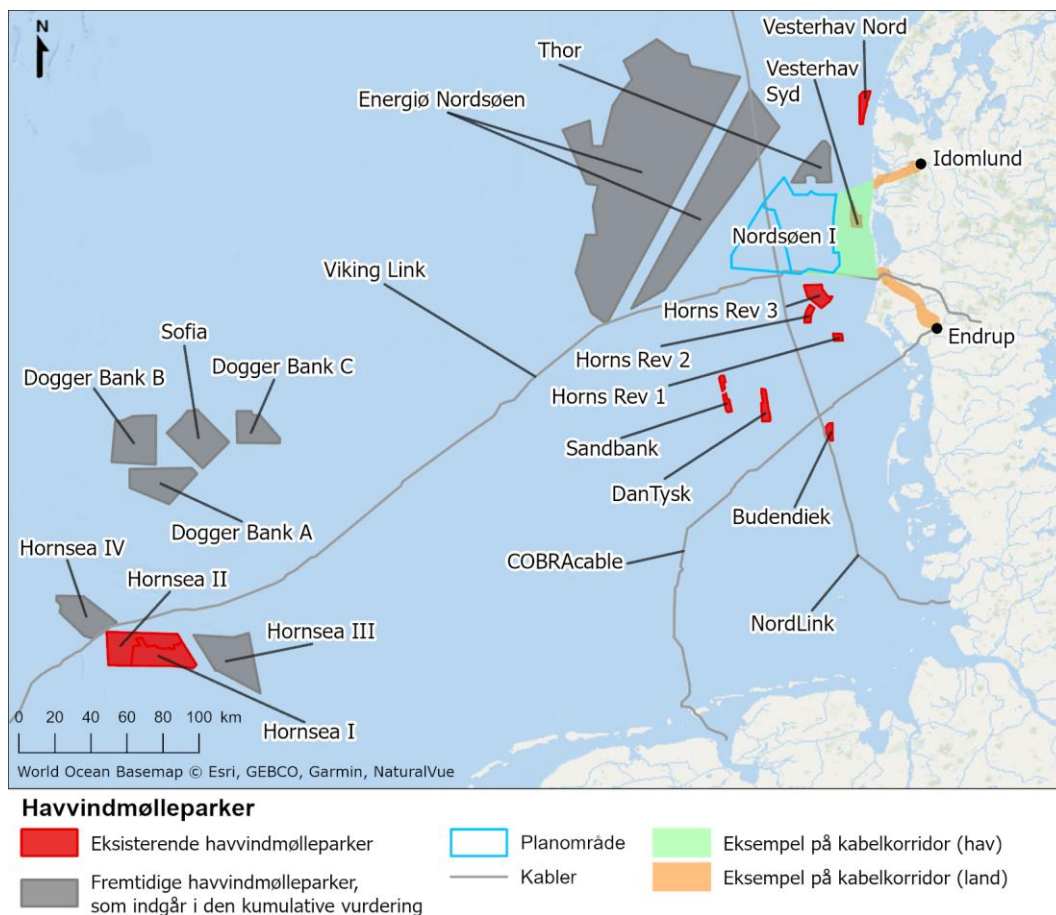 N
Vesterhav Nord
Thor
Vesterhav
Syd
Energiø Nordsøen
Idomlund
Nordsøen I
Viking Link
Horns Rev 3
Sofia
Endrup
Dogger Bank B
Dogger Bank C
Horns Rev 2
Horns Rev 1
Sandbank
DanTysk
Budendiek
Dogger Bank A
Hornsea IV
COBRAcable
Hornsea II
NordLink
Hornsea III
Hornsea I
0 20 40 60 80 100 km
World Ocean Basemap © Esri, GEBCO, Garmin, NaturalVue
Havvindmølleparker
Eksisterende havvindmølleparker
Fremtidige havvindmølleparker,
som indgår i den kumulative vurdering
Planområde
Kabler
Eksempel på kabelkorridor (hav)
Eksempel på kabelkorridor (land)